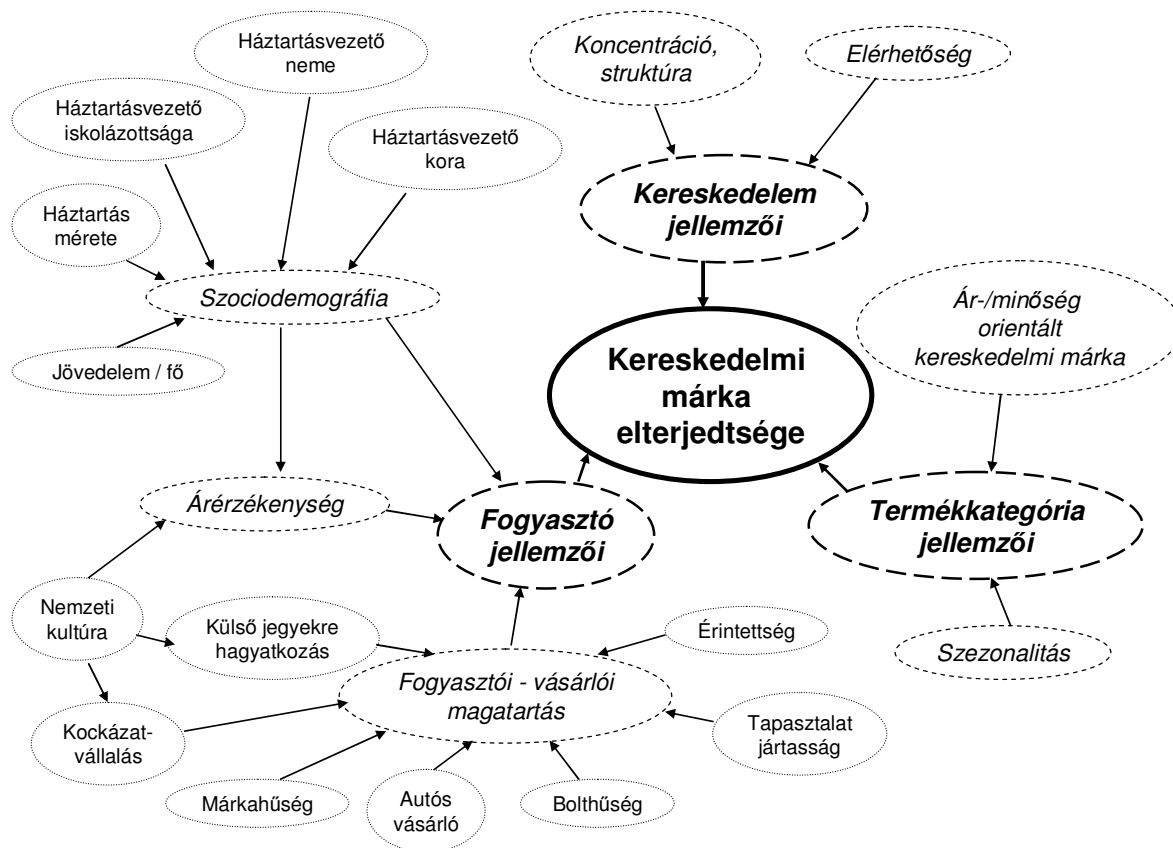 Háztartásvezető
neme
Koncentráció,
struktúra
Elérhetőség
Háztartásvezető
iskolázottsága
Háztartásvezető
kora
Kereskedelem
jellemzői
Háztartás
mérete
Szociodemográfia
Ár-/minőség
orientált
kereskedelmi márka
Jövedelem / fő
Kereskedelmi
márka
elterjedtsége
Árérzékenység
Fogyasztó
jellemzői
Termékkategória
jellemzői
Nemzeti
kultúra
Külső jegyekre
hagyatkozás
Érintettség
Szezonalitás
Fogyasztói - vásárlói
magatartás
Kockázat-
vállalás
Tapasztalat
jártasság
Márkahűség
Autós
vásárló
Bolthűség